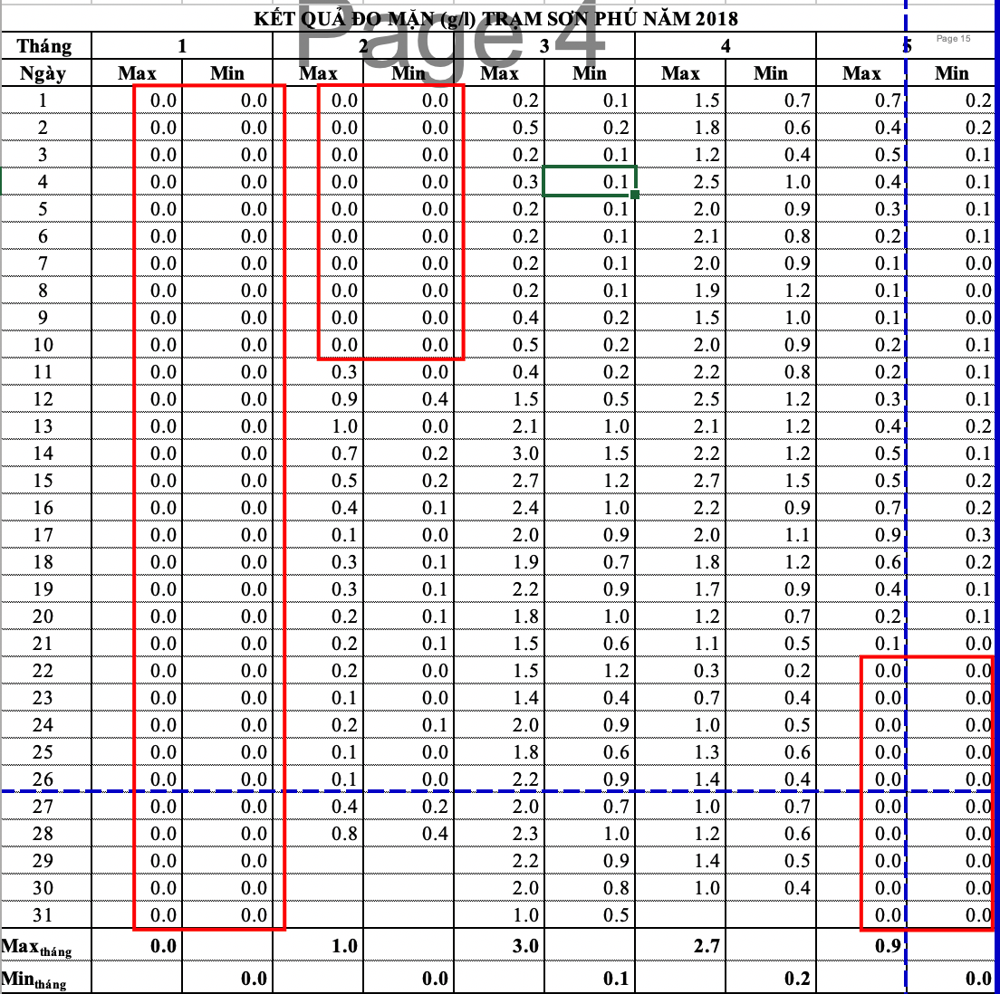 KẾT QUẢ ĐO MẶN (g/l) TRẠM SƠN PHÚ NĂM 2018
Page 4
Page 15
Tháng 1 2 3 4 5
Ngày Max Min Max Min Max Min Max Min Max Min
1 0.0 0.0 0.0 0.0 0.2 0.1 1.5 0.7 0.7 0.2
2 0.0 0.0 0.0 0.0 0.5 0.2 1.8 0.6 0.4 0.2
3 0.0 0.0 0.0 0.0 0.2 0.1 1.2 0.4 0.5 0.1
4 0.0 0.0 0.0 0.0 0.3 0.1 2.5 1.0 0.4 0.1
5 0.0 0.0 0.0 0.0 0.2 0.1 2.0 0.9 0.3 0.1
6 0.0 0.0 0.0 0.0 0.2 0.1 2.1 0.8 0.2 0.1
7 0.0 0.0 0.0 0.0 0.2 0.1 2.0 0.9 0.1 0.0
8 0.0 0.0 0.0 0.0 0.2 0.1 1.9 1.2 0.1 0.0
9 0.0 0.0 0.0 0.0 0.4 0.2 1.5 1.0 0.1 0.0
10 0.0 0.0 0.0 0.0 0.5 0.2 2.0 0.9 0.2 0.1
11 0.0 0.0 0.3 0.0 0.4 0.2 2.2 0.8 0.2 0.1
12 0.0 0.0 0.9 0.4 1.5 0.5 2.5 1.2 0.3 0.1
13 0.0 0.0 1.0 0.0 2.1 1.0 2.1 1.2 0.4 0.2
14 0.0 0.0 0.7 0.2 3.0 1.5 2.2 1.2 0.5 0.1
15 0.0 0.0 0.5 0.2 2.7 1.2 2.7 1.5 0.5 0.2
16 0.0 0.0 0.4 0.1 2.4 1.0 2.2 0.9 0.7 0.2
17 0.0 0.0 0.1 0.0 2.0 0.9 2.0 1.1 0.9 0.3
18 0.0 0.0 0.3 0.1 1.9 0.7 1.8 1.2 0.6 0.2
19 0.0 0.0 0.3 0.1 2.2 0.9 1.7 0.9 0.4 0.1
20 0.0 0.0 0.2 0.1 1.8 1.0 1.2 0.7 0.2 0.1
21 0.0 0.0 0.2 0.1 1.5 0.6 1.1 0.5 0.1 0.0
22 0.0 0.0 0.2 0.0 1.5 1.2 0.3 0.2 0.0 0.0
23 0.0 0.0 0.1 0.0 1.4 0.4 0.7 0.4 0.0 0.0
24 0.0 0.0 0.2 0.1 2.0 0.9 1.0 0.5 0.0 0.0
25 0.0 0.0 0.1 0.0 1.8 0.6 1.3 0.6 0.0 0.0
26 0.0 0.0 0.1 0.0 2.2 0.9 1.4 0.4 0.0 0.0
27 0.0 0.0 0.4 0.2 2.0 0.7 1.0 0.7 0.0 0.0
28 0.0 0.0 0.8 0.4 2.3 1.0 1.2 0.6 0.0 0.0
29 0.0 0.0 2.2 0.9 1.4 0.5 0.0 0.0
30 0.0 0.0 2.0 0.8 1.0 0.4 0.0 0.0
31 0.0 0.0 1.0 0.5 0.0 0.0
Max tháng 0.0 1.0 3.0 2.7 0.9
Min tháng 0.0 0.0 0.1 0.2 0.0